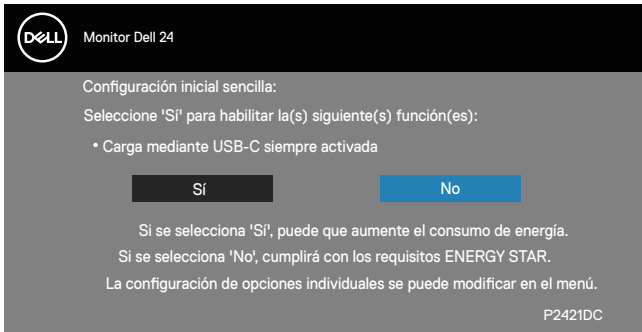 DELL
Monitor Dell 24
Configuración inicial sencilla:
Seleccione 'Sí' para habilitar la(s) siguiente(s) función(es):
• Carga mediante USB-C siempre activada
Sí
No
Si se selecciona 'Sí', puede que aumente el consumo de energía.
Si se selecciona 'No', cumplirá con los requisitos ENERGY STAR.
La configuración de opciones individuales se puede modificar en el menú.
P2421DC